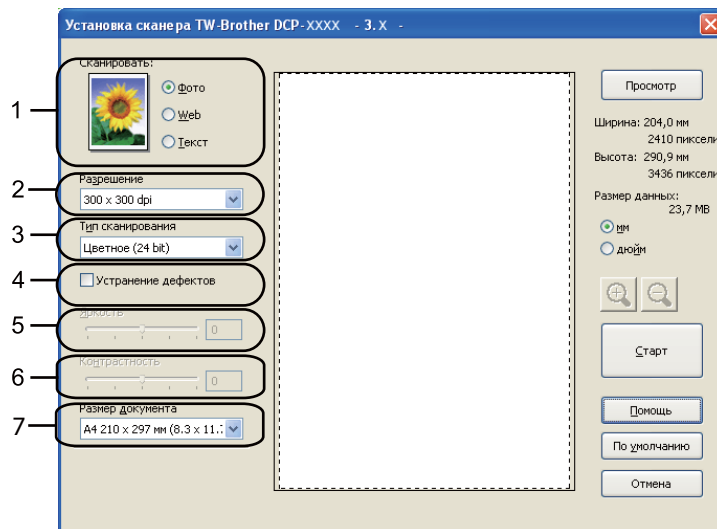 Установка сканера TW-Brother DCP-XXXX - 3.X -
1
Сканировать:
Фото
Web
Текст
2
Разрешение
300 x 300 dpi
3
Тип сканирования
Цветное (24 bit)
4
Устранение дефектов
5
Яркость
0
6
Контрастность
0
7
Размер документа
A4 210 x 297 мм (8.3 x 11.
Просмотр
Ширина: 204,0 мм
2410 пиксели
Высота: 290,9 мм
3436 пиксели
Размер данных:
23,7 MB
мм
дюйм
Старт
Помощь
По умолчанию
Отмена